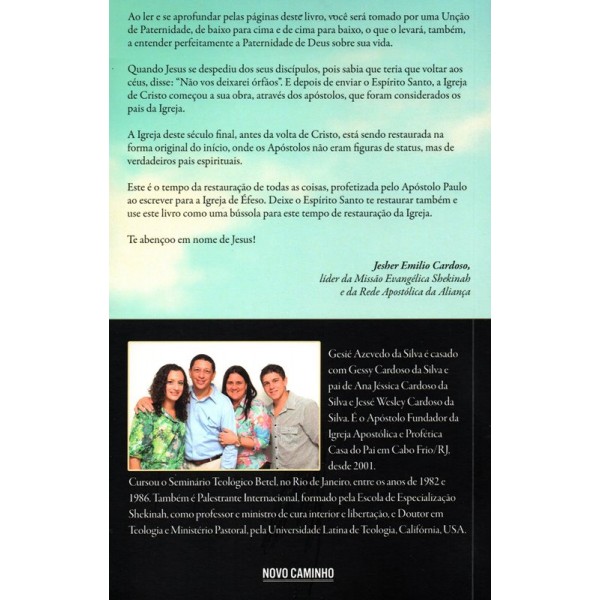 Ao ler e se aprofundar pelas páginas deste livro, você será tomado por uma Unção
de Paternidade, de baixo para cima e de cima para baixo, o que o levará, também,
a entender perfeitamente a Paternidade de Deus sobre sua vida.
Quando Jesus se despediu dos seus discípulos, pois sabia que teria que voltar aos
céus, disse: “Não vos deixarei órfãos”. E depois de enviar o Espírito Santo, a Igreja
de Cristo começou a sua obra, através dos apóstolos, que foram considerados os
pais da Igreja.
A Igreja deste século final, antes da volta de Cristo, está sendo restaurada na
forma original do início, onde os Apóstolos não eram figuras de status, mas de
verdadeiros pais espirituais.
Este é o tempo da restauração de todas as coisas, profetizada pelo Apóstolo Paulo
ao escrever para a Igreja de Éfeso. Deixe o Espírito Santo te restaurar também e
use este livro como uma bússola para este tempo de restauração da Igreja.
Te abençoo em nome de Jesus!
Jesher Emilio Cardoso,
líder da Missão Evangélica Shekinah
e da Rede Apostólica da Aliança
Gesié Azevedo da Silva é casado
com Gessy Cardoso da Silva e
pai de Ana Jéssica Cardoso da
Silva e Jessé Wesley Cardoso da
Silva. É o Apóstolo Fundador da
Igreja Apostólica e Profética
Casa do Pai em Cabo Frio/RJ,
desde 2001.
Cursou o Seminário Teológico Betel, no Rio de Janeiro, entre os anos de 1982 e
1986. Também é Palestrante Internacional, formado pela Escola de Especialização
Shekinah, como professor e ministro de cura interior e libertação, e Doutor em
Teologia e Ministério Pastoral, pela Universidade Latina de Teologia, Califórnia, USA.
NOVO CAMINHO